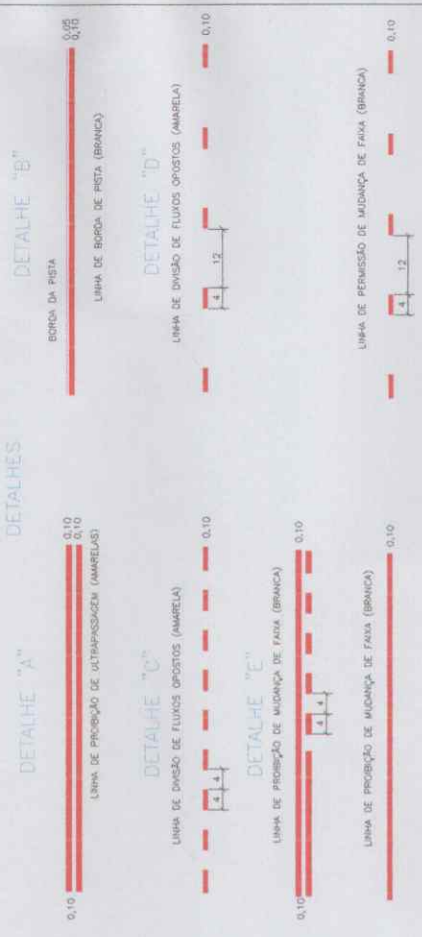 DETALHES
DETALHE "A"
0,10
0,10
0,10
LINHA DE PROIBIÇÃO DE ULTRAPASSAGEM (AMARELAS)
DETALHE "B"
BORDA DA PISTA
0,05
0,10
LINHA DE BORDA DE PISTA (BRANCA)
DETALHE "C"
LINHA DE DIVISÃO DE FLUXOS OPOSTOS (AMARELA)
0,10
4
4
DETALHE "D"
LINHA DE DIVISÃO DE FLUXOS OPOSTOS (AMARELA)
0,10
4
12
DETALHE "E"
LINHA DE PROIBIÇÃO DE MUDANÇA DE FAIXA (BRANCA)
0,10
0,10
4
4
LINHA DE PROIBIÇÃO DE MUDANÇA DE FAIXA (BRANCA)
0,10
LINHA DE PERMISSÃO DE MUDANÇA DE FAIXA (BRANCA)
0,10
4
12